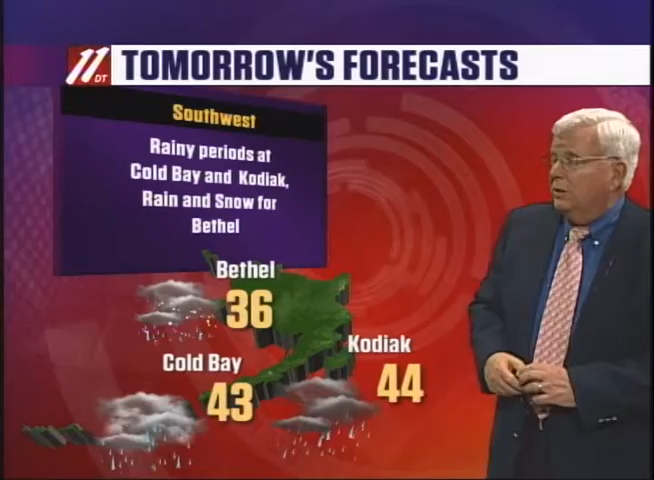 11 DT TOMORROW'S FORECASTS
Southwest
Rainy periods at
Cold Bay and Kodiak,
Rain and Snow for
Bethel
Bethel
36
Kodiak
44
Cold Bay
43